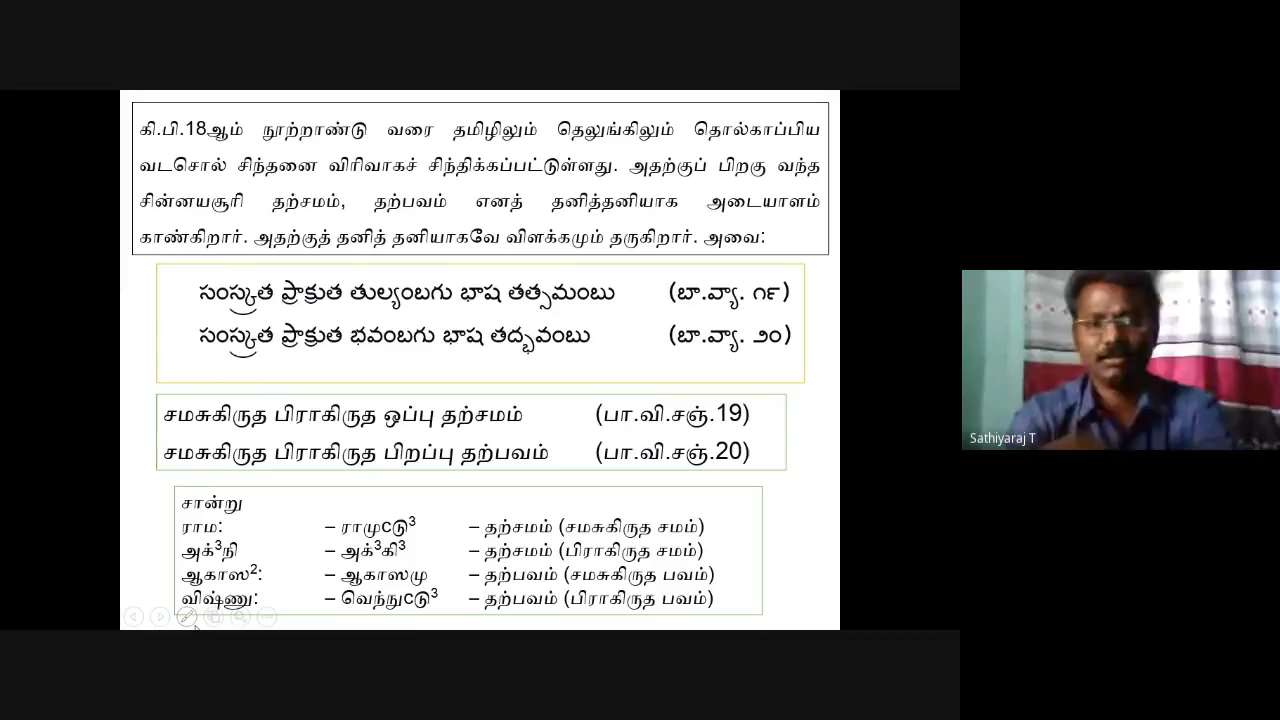 கி.பி.18ஆம் நூற்றாண்டு வரை தமிழிலும் தெலுங்கிலும் தொல்காப்பிய
வடசொல் சிந்தனை விரிவாகச் சிந்திக்கப்பட்டுள்ளது. அதற்குப் பிறகு வந்த
சின்னயசூரி தற்சமம், தற்பவம் எனத் தனித்தனியாக அடையாளம்
காண்கிறார். அதற்குத் தனித் தனியாகவே விளக்கமும் தருகிறார். அவை:
సంస్కృత ప్రాకృత తుల్యంబగు భాష తత్సమంబు (బా.వ్యా. ౧౯)
సంస్కృత ప్రాకృత భవంబగు భాష తద్భవంబు (బా.వ్యా. ౨౦)
சமசுகிருத பிராகிருத ஒப்பு தற்சமம் (பா.வி.சஞ்.19)
சமசுகிருத பிராகிருத பிறப்பு தற்பவம் (பா.வி.சஞ்.20)
சான்று
ராம: – ராமுcடு³ – தற்சமம் (சமசுகிருத சமம்)
அக்³நி – அக்³கி³ – தற்சமம் (பிராகிருத சமம்)
ஆகாஸ²: – ஆகாஸமு – தற்பவம் (சமசுகிருத பவம்)
விஷ்ணு: – வெந்நுcடு³ – தற்பவம் (பிராகிருத பவம்)
Sathiyaraj T